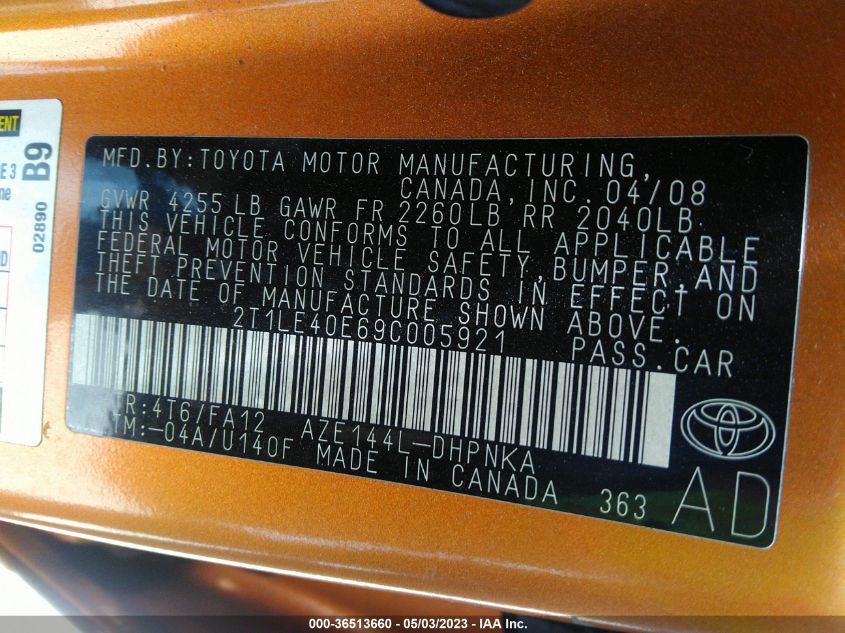 MFD.BY:TOYOTA MOTOR MANUFACTURING,
CANADA, INC. 04/08
GVWR 4255 LB GAWR FR 2260LB RR 2040LB
THIS VEHICLE CONFORMS TO ALL APPLICABLE
FEDERAL MOTOR VEHICLE SAFETY, BUMPER, AND
THEFT PREVENTION STANDARDS IN EFFECT ON
THE DATE OF MANUFACTURE SHOWN ABOVE.
2T1LE40E69C005921 PASS.CAR
TR:4T6/FA12 AZE144L-DHPNKA
TM:-04A/U140F MADE IN CANADA 363
AD
B9
02890
000-36513660 - 05/03/2023 - IAA Inc.